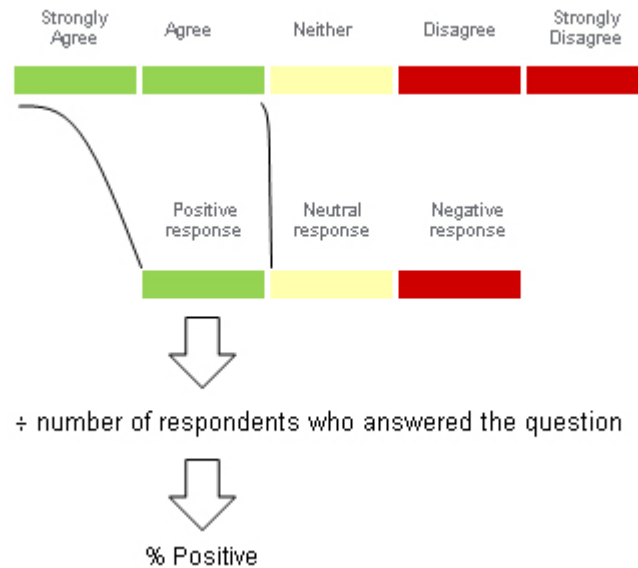 Strongly Agree
Agree
Neither
Disagree
Strongly Disagree
Positive response
Neutral response
Negative response
÷ number of respondents who answered the question
% Positive